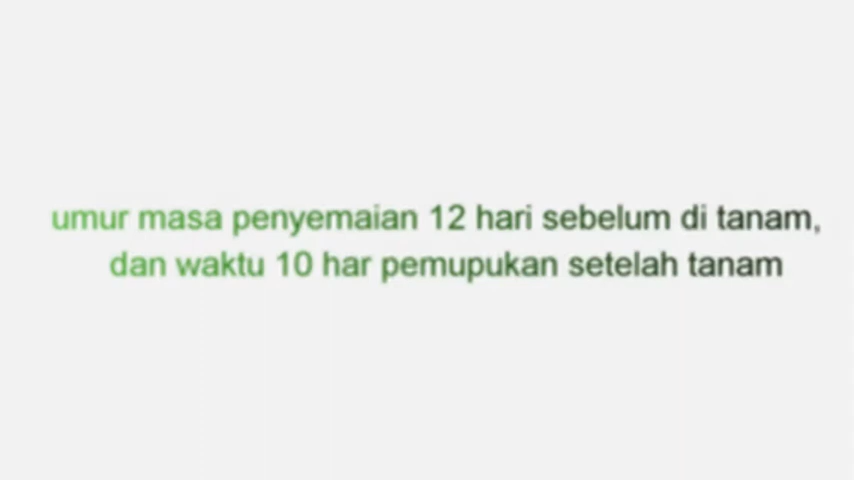 umur masa penyemaian 12 hari sebelum di tanam,
dan waktu 10 har pemupukan setelah tanam